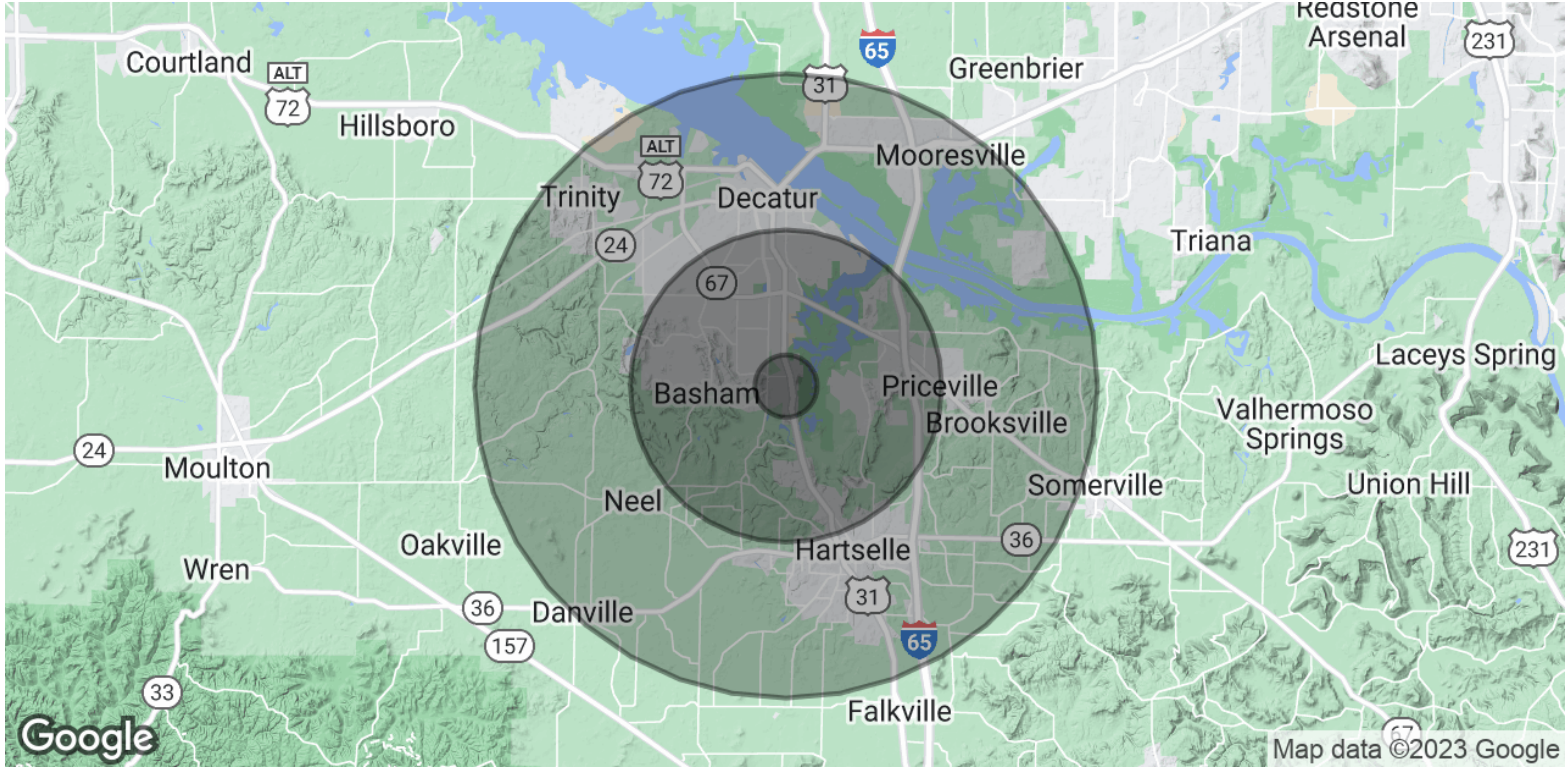 Redstone
Arsenal
65
231
Courtland
ALT
72
Greenbrier
31
Hillsboro
ALT
72
Mooresville
Trinity
Decatur
24
Triana
67
Laceys Spring
Basham
Priceville
Brooksville
Valhermoso
Springs
24
Moulton
Neel
Somerville
Union Hill
36
231
Oakville
Hartselle
Wren
31
36
Danville
65
157
33
Falkville
67
Google
Map data ©2023 Google